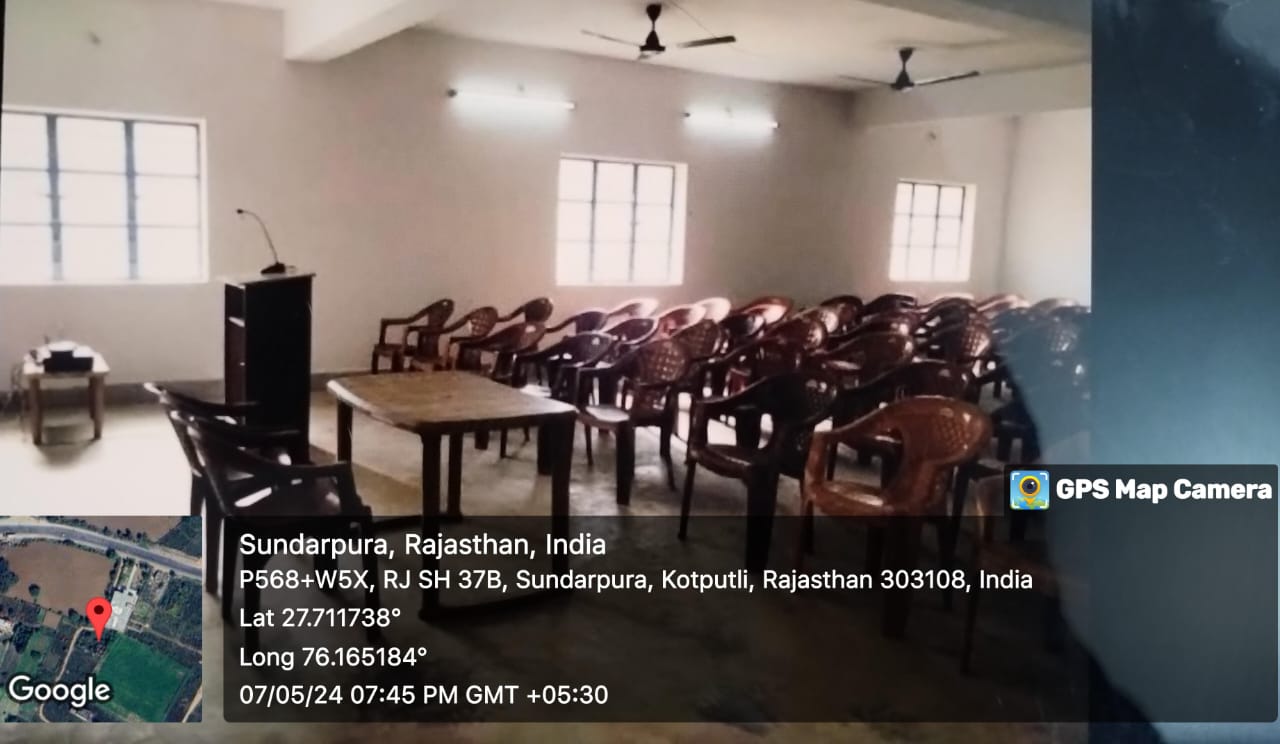 GPS Map Camera
Sundarpura, Rajasthan, India
P568+W5X, RJ SH 37B, Sundarpura, Kotputli, Rajasthan 303108, India
Lat 27.711738°
Long 76.165184°
07/05/24 07:45 PM GMT +05:30
Google